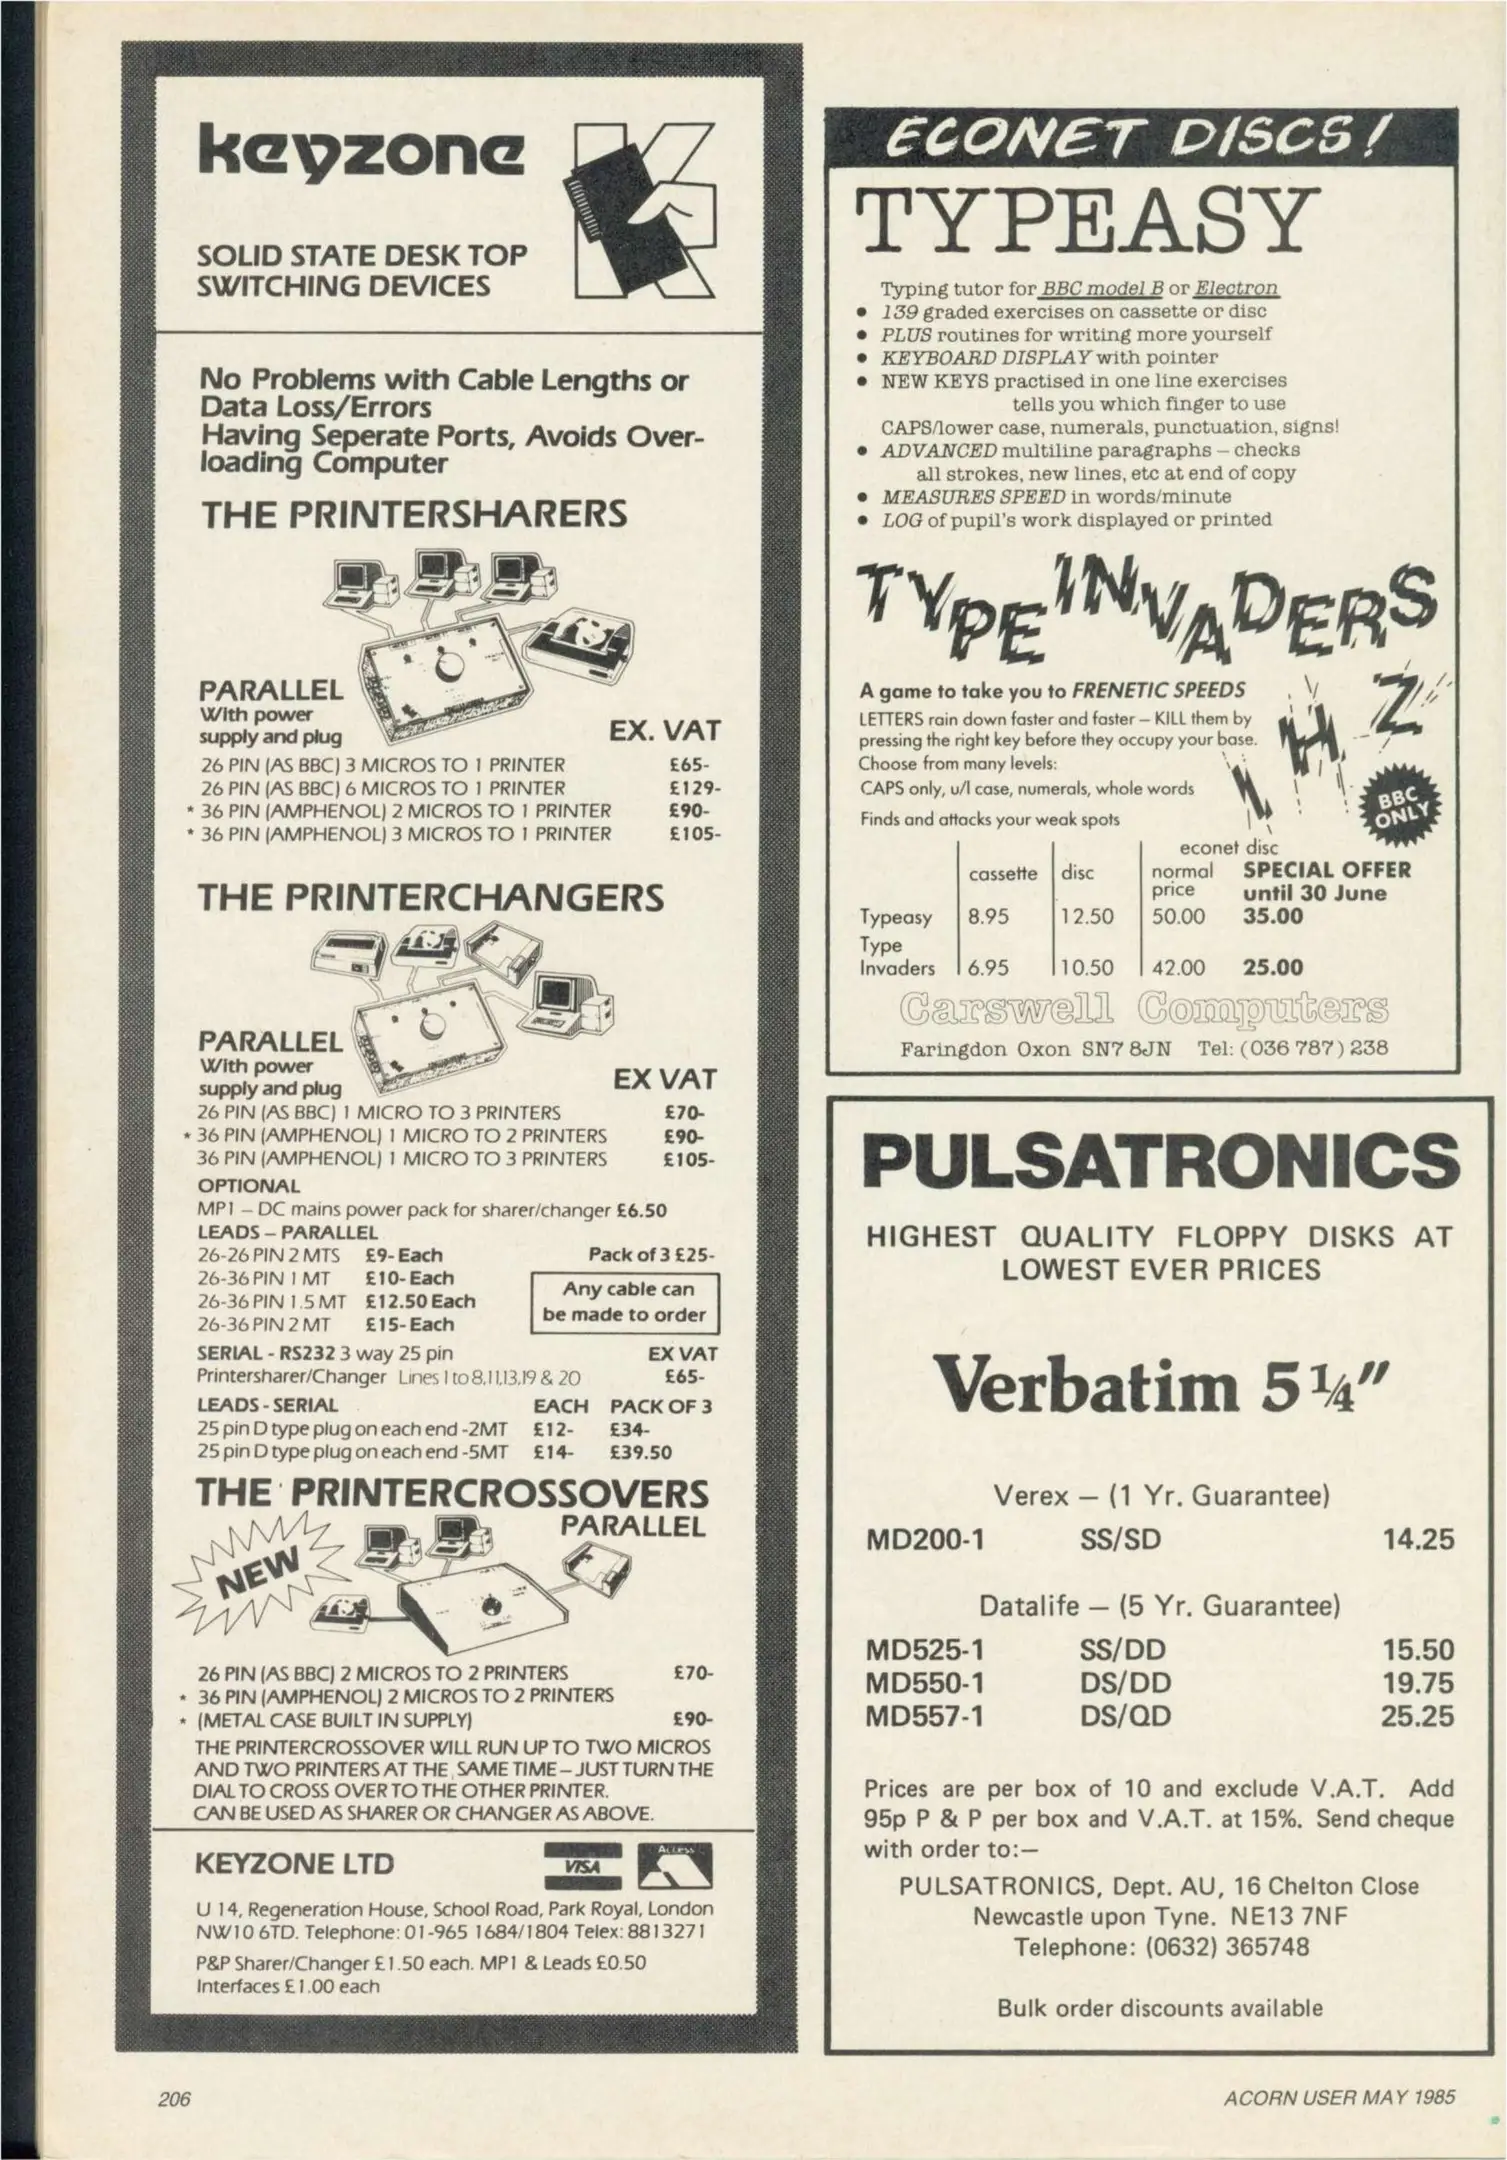 keyzone
SOLID STATE DESK TOP
SWITCHING DEVICES
No Problems with Cable Lengths or
Data Loss/Errors
Having Seperate Ports, Avoids Over-
loading Computer
THE PRINTERSHARERS
PARALLEL
With power
supply and plug
EX. VAT
26 PIN (AS BBC) 3 MICROS TO 1 PRINTER £65-
26 PIN (AS BBC) 6 MICROS TO 1 PRINTER £129-
* 36 PIN (AMPHENOL) 2 MICROS TO 1 PRINTER £90-
* 36 PIN (AMPHENOL) 3 MICROS TO 1 PRINTER £105-
THE PRINTERCHANGERS
PARALLEL
With power
supply and plug
EX VAT
26 PIN (AS BBC) 1 MICRO TO 3 PRINTERS £70-
* 36 PIN (AMPHENOL) 1 MICRO TO 2 PRINTERS £90-
36 PIN (AMPHENOL) 1 MICRO TO 3 PRINTERS £105-
OPTIONAL
MP1 – DC mains power pack for sharer/changer £6.50
LEADS – PARALLEL
26-26 PIN 2 MTS £9- Each Pack of 3 £25-
26-36 PIN 1 MT £10- Each
26-36 PIN 1.5 MT £12.50 Each
26-36 PIN 2 MT £15- Each
Any cable can
be made to order
SERIAL - RS232 3 way 25 pin EX VAT
Printersharer/Changer Lines 1 to 8,11,13,19 & 20 £65-
LEADS - SERIAL EACH PACK OF 3
25 pin D type plug on each end -2MT £12- £34-
25 pin D type plug on each end -5MT £14- £39.50
THE PRINTERCROSSOVERS
PARALLEL
NEW
26 PIN (AS BBC) 2 MICROS TO 2 PRINTERS £70-
* 36 PIN (AMPHENOL) 2 MICROS TO 2 PRINTERS
* (METAL CASE BUILT IN SUPPLY) £90-
THE PRINTERCROSSOVER WILL RUN UP TO TWO MICROS
AND TWO PRINTERS AT THE SAME TIME – JUST TURN THE
DIAL TO CROSS OVER TO THE OTHER PRINTER.
CAN BE USED AS SHARER OR CHANGER AS ABOVE.
KEYZONE LTD
VISA
Access
U 14, Regeneration House, School Road, Park Royal, London
NW10 6TD. Telephone: 01-965 1684/1804 Telex: 8813271
P&P Sharer/Changer £1.50 each. MP1 & Leads £0.50
Interfaces £1.00 each
ECONET DISCS!
TYPEASY
Typing tutor for BBC model B or Electron
• 139 graded exercises on cassette or disc
• PLUS routines for writing more yourself
• KEYBOARD DISPLAY with pointer
• NEW KEYS practised in one line exercises
tells you which finger to use
CAPS/lower case, numerals, punctuation, signs!
• ADVANCED multiline paragraphs – checks
all strokes, new lines, etc at end of copy
• MEASURES SPEED in words/minute
• LOG of pupil's work displayed or printed
TYPE INVADERS
A game to take you to FRENETIC SPEEDS
LETTERS rain down faster and faster – KILL them by
pressing the right key before they occupy your base.
Choose from many levels:
CAPS only, u/l case, numerals, whole words
Finds and attacks your weak spots
H Z
BBC
ONLY
econet disc
cassette disc normal SPECIAL OFFER
price until 30 June
Typeasy 8.95 12.50 50.00 35.00
Type
Invaders 6.95 10.50 42.00 25.00
Carswell Computers
Faringdon Oxon SN7 8JN Tel: (036 787) 238
PULSATRONICS
HIGHEST QUALITY FLOPPY DISKS AT
LOWEST EVER PRICES
Verbatim 5¼"
Verex – (1 Yr. Guarantee)
MD200-1 SS/SD 14.25
Datalife – (5 Yr. Guarantee)
MD525-1 SS/DD 15.50
MD550-1 DS/DD 19.75
MD557-1 DS/QD 25.25
Prices are per box of 10 and exclude V.A.T. Add
95p P & P per box and V.A.T. at 15%. Send cheque
with order to:–
PULSATRONICS, Dept. AU, 16 Chelton Close
Newcastle upon Tyne. NE13 7NF
Telephone: (0632) 365748
Bulk order discounts available
206
ACORN USER MAY 1985